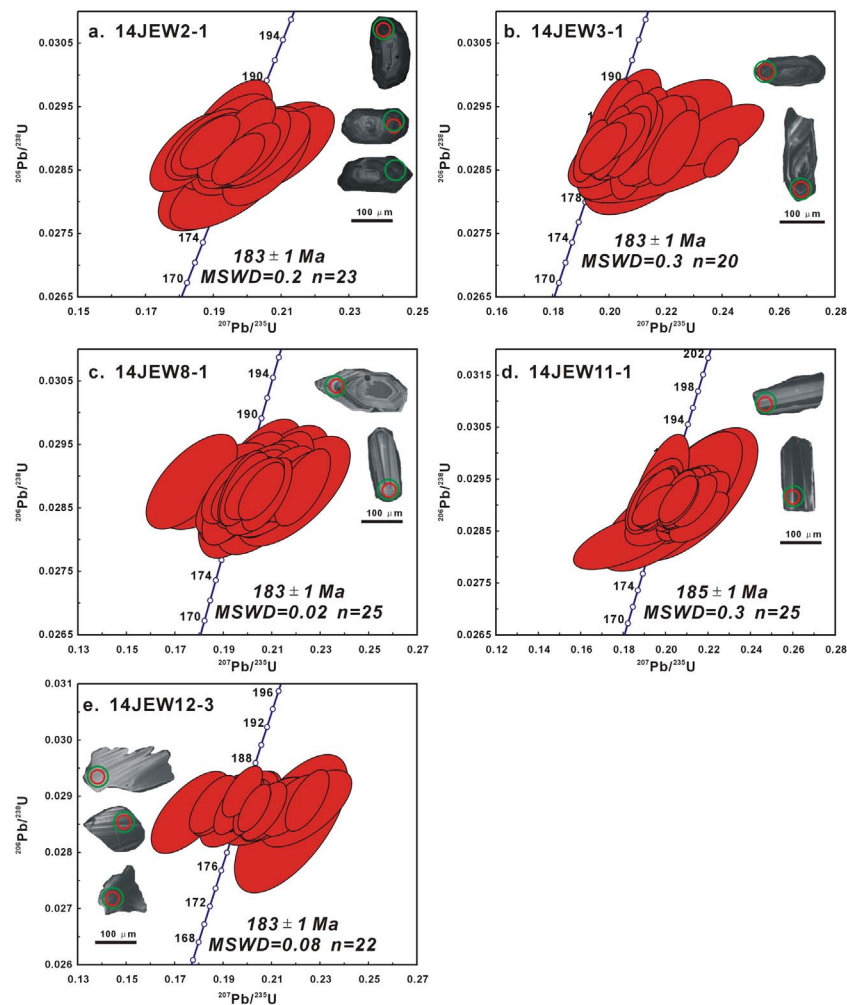 a. 14JEW2-1
0.0305
0.0295
0.0285
0.0275
0.0265
206Pb/238U
194
190
174
170
100 μm
183 ± 1 Ma
MSWD=0.2 n=23
0.15
0.17
0.19
0.21
0.23
0.25
207Pb/235U
b. 14JEW3-1
0.0305
0.0295
0.0285
0.0275
0.0265
206Pb/238U
190
178
174
170
100 μm
183 ± 1 Ma
MSWD=0.3 n=20
0.16
0.18
0.20
0.22
0.24
0.26
0.28
207Pb/235U
c. 14JEW8-1
0.0305
0.0295
0.0285
0.0275
0.0265
206Pb/238U
194
190
174
170
100 μm
183 ± 1 Ma
MSWD=0.02 n=25
0.13
0.15
0.17
0.19
0.21
0.23
0.25
0.27
207Pb/235U
d. 14JEW11-1
0.0315
0.0305
0.0295
0.0285
0.0275
0.0265
206Pb/238U
202
198
194
174
170
100 μm
185 ± 1 Ma
MSWD=0.3 n=25
0.12
0.14
0.16
0.18
0.20
0.22
0.24
0.26
0.28
207Pb/235U
e. 14JEW12-3
0.031
0.030
0.029
0.028
0.027
0.026
206Pb/238U
196
192
188
176
172
168
100 μm
183 ± 1 Ma
MSWD=0.08 n=22
0.13
0.15
0.17
0.19
0.21
0.23
0.25
0.27
207Pb/235U